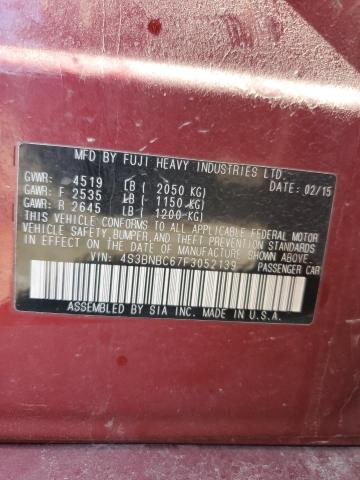 MFD BY FUJI HEAVY INDUSTRIES LTD.
GVWR: 4519 LB ( 2050 KG) DATE: 02/15
GAWR: F 2535 LB ( 1150 KG)
GAWR: R 2645 LB ( 1200 KG)
THIS VEHICLE CONFORMS TO ALL APPLICABLE FEDERAL MOTOR
VEHICLE SAFETY, BUMPER, AND THEFT PREVENTION STANDARDS
IN EFFECT ON THE DATE OF MANUFACTURE SHOWN ABOVE.
VIN: 4S3BNBC67F3052139 PASSENGER CAR
ASSEMBLED BY SIA INC. MADE IN U.S.A.